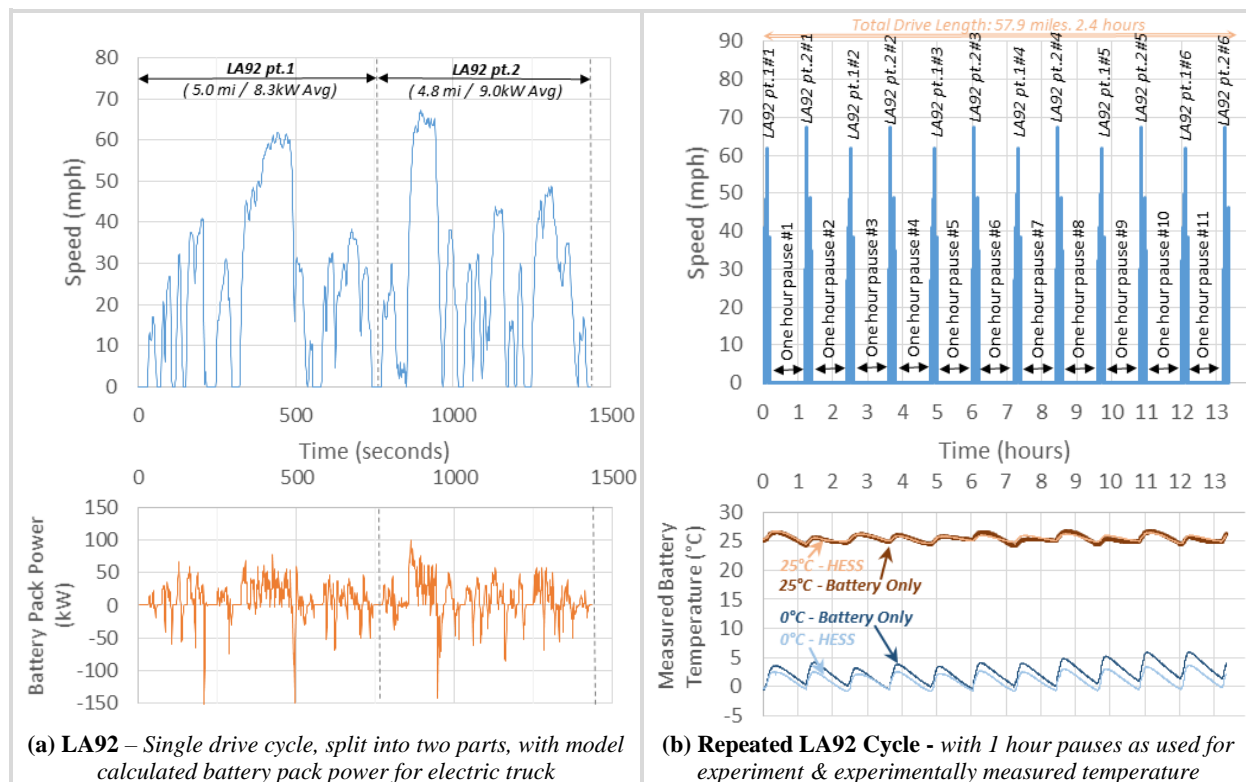 LA92 pt.1
LA92 pt.2
( 5.0 mi / 8.3kW Avg)
( 4.8 mi / 9.0kW Avg)
80
70
60
50
40
30
20
10
0
Speed (mph)
0 500 1000 1500
Time (seconds)
0 500 1000 1500
150
100
50
0
-50
-100
-150
Battery Pack Power
(kW)
(a) LA92 – Single drive cycle, split into two parts, with model
calculated battery pack power for electric truck
Total Drive Length: 57.9 miles. 2.4 hours
90
80
70
60
50
40
30
20
10
0
Speed (mph)
LA92 pt.1#1
LA92 pt.2#1
LA92 pt.1#2
LA92 pt.2#2
LA92 pt.1#3
LA92 pt.2#3
LA92 pt.1#4
LA92 pt.2#4
LA92 pt.1#5
LA92 pt.2#5
LA92 pt.1#6
LA92 pt.2#6
One hour pause #1
One hour pause #2
One hour pause #3
One hour pause #4
One hour pause #5
One hour pause #6
One hour pause #7
One hour pause #8
One hour pause #9
One hour pause #10
One hour pause #11
0 1 2 3 4 5 6 7 8 9 10 11 12 13
Time (hours)
0 1 2 3 4 5 6 7 8 9 10 11 12 13
30
25
20
15
10
5
0
-5
Measured Battery
Temperature (°C)
25°C - HESS
25°C - Battery Only
0°C - Battery Only
0°C - HESS
(b) Repeated LA92 Cycle - with 1 hour pauses as used for
experiment & experimentally measured temperature